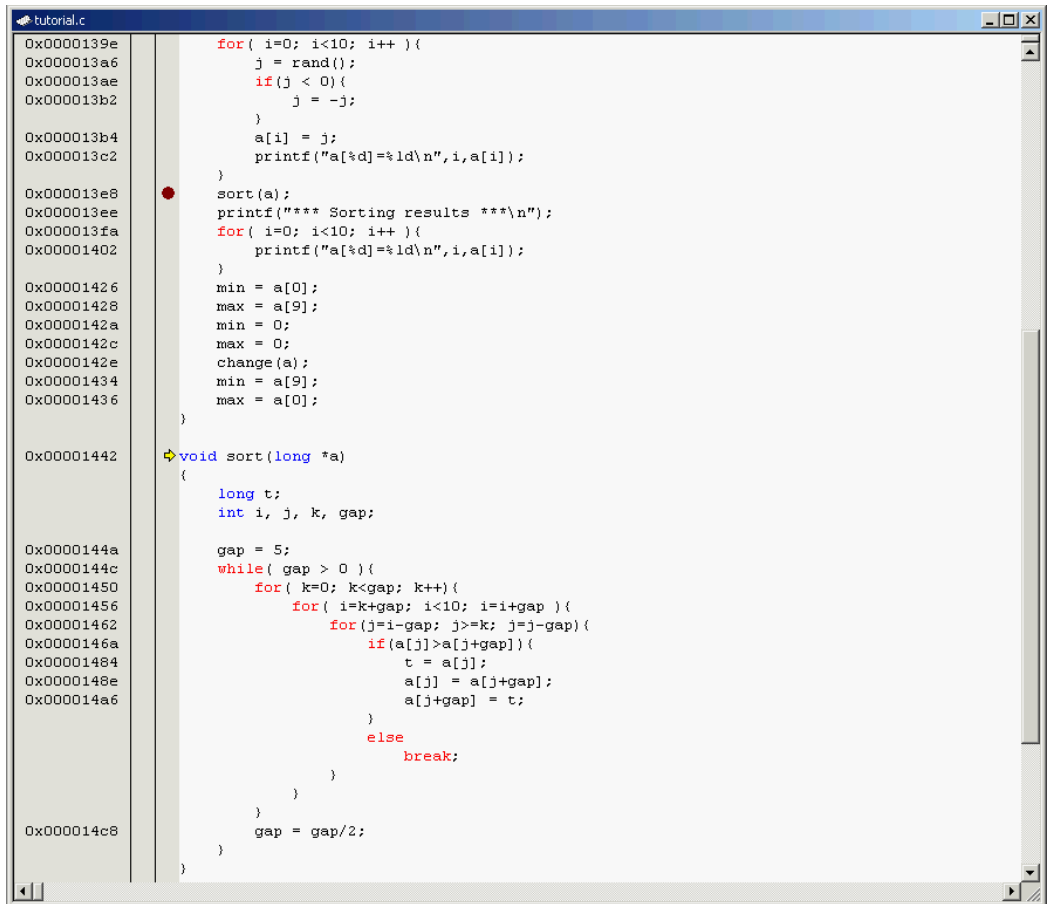 tutorial.c
0x0000139e for( i=0; i<10; i++ ){
0x000013a6 j = rand();
0x000013ae if(j < 0){
0x000013b2 j = -j;
}
0x000013b4 a[i] = j;
0x000013c2 printf("a[%d]=%ld\n",i,a[i]);
}
0x000013e8 sort(a);
0x000013ee printf("*** Sorting results ***\n");
0x000013fa for( i=0; i<10; i++ ){
0x00001402 printf("a[%d]=%ld\n",i,a[i]);
}
0x00001426 min = a[0];
0x00001428 max = a[9];
0x0000142a min = 0;
0x0000142c max = 0;
0x0000142e change(a);
0x00001434 min = a[9];
0x00001436 max = a[0];
}
0x00001442 void sort(long *a)
{
long t;
int i, j, k, gap;
0x0000144a gap = 5;
0x0000144c while( gap > 0 ){
0x00001450 for( k=0; k<gap; k++){
0x00001456 for( i=k+gap; i<10; i=i+gap ){
0x00001462 for(j=i-gap; j>=k; j=j-gap){
0x0000146a if(a[j]>a[j+gap]){
0x00001484 t = a[j];
0x0000148e a[j] = a[j+gap];
0x000014a6 a[j+gap] = t;
}
else
break;
}
}
}
0x000014c8 gap = gap/2;
}
}